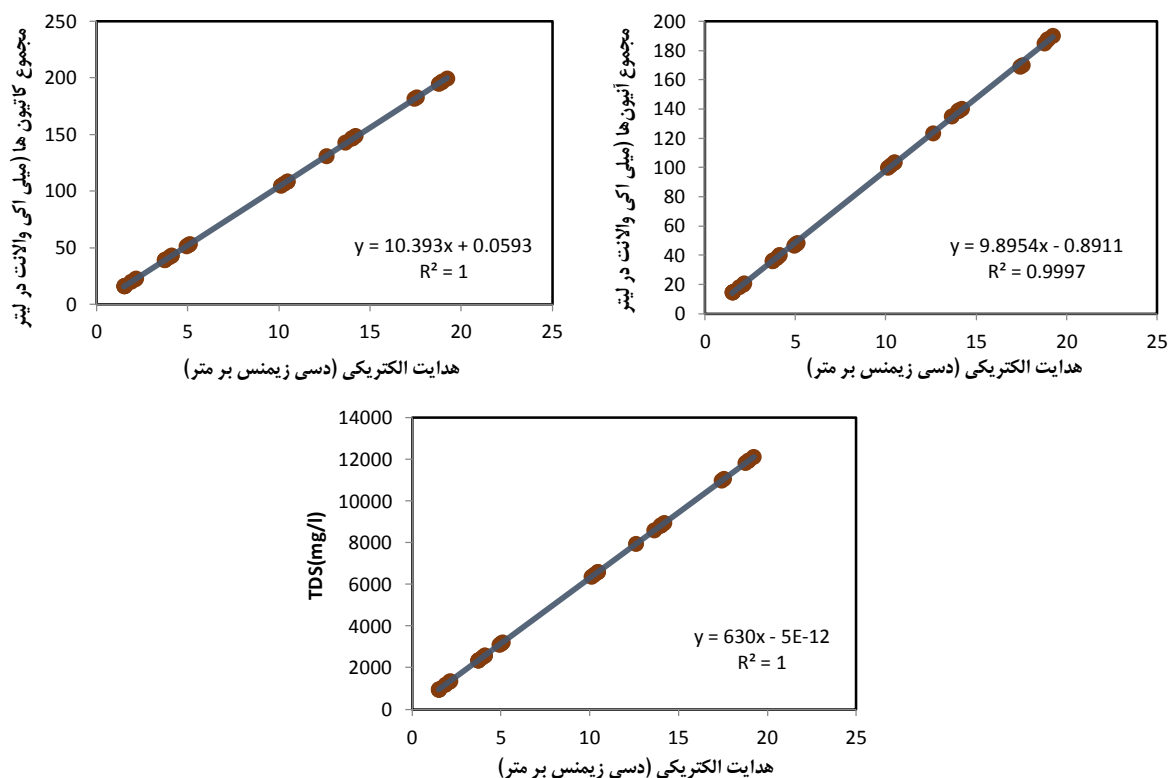 مجموع کاتیون ها (میلی اکی والانت در لیتر
250
200
150
100
50
0
y = 10.393x + 0.0593
R² = 1
0 5 10 15 20 25
هدایت الکتریکی (دسی زیمنس بر متر)
مجموع آنیون‌ها (میلی اکی والانت در لیتر
200
180
160
140
120
100
80
60
40
20
0
y = 9.8954x - 0.8911
R² = 0.9997
0 5 10 15 20 25
هدایت الکتریکی (دسی زیمنس بر متر)
TDS(mg/l)
14000
12000
10000
8000
6000
4000
2000
0
y = 630x - 5E-12
R² = 1
0 5 10 15 20 25
هدایت الکتریکی (دسی زیمنس بر متر)